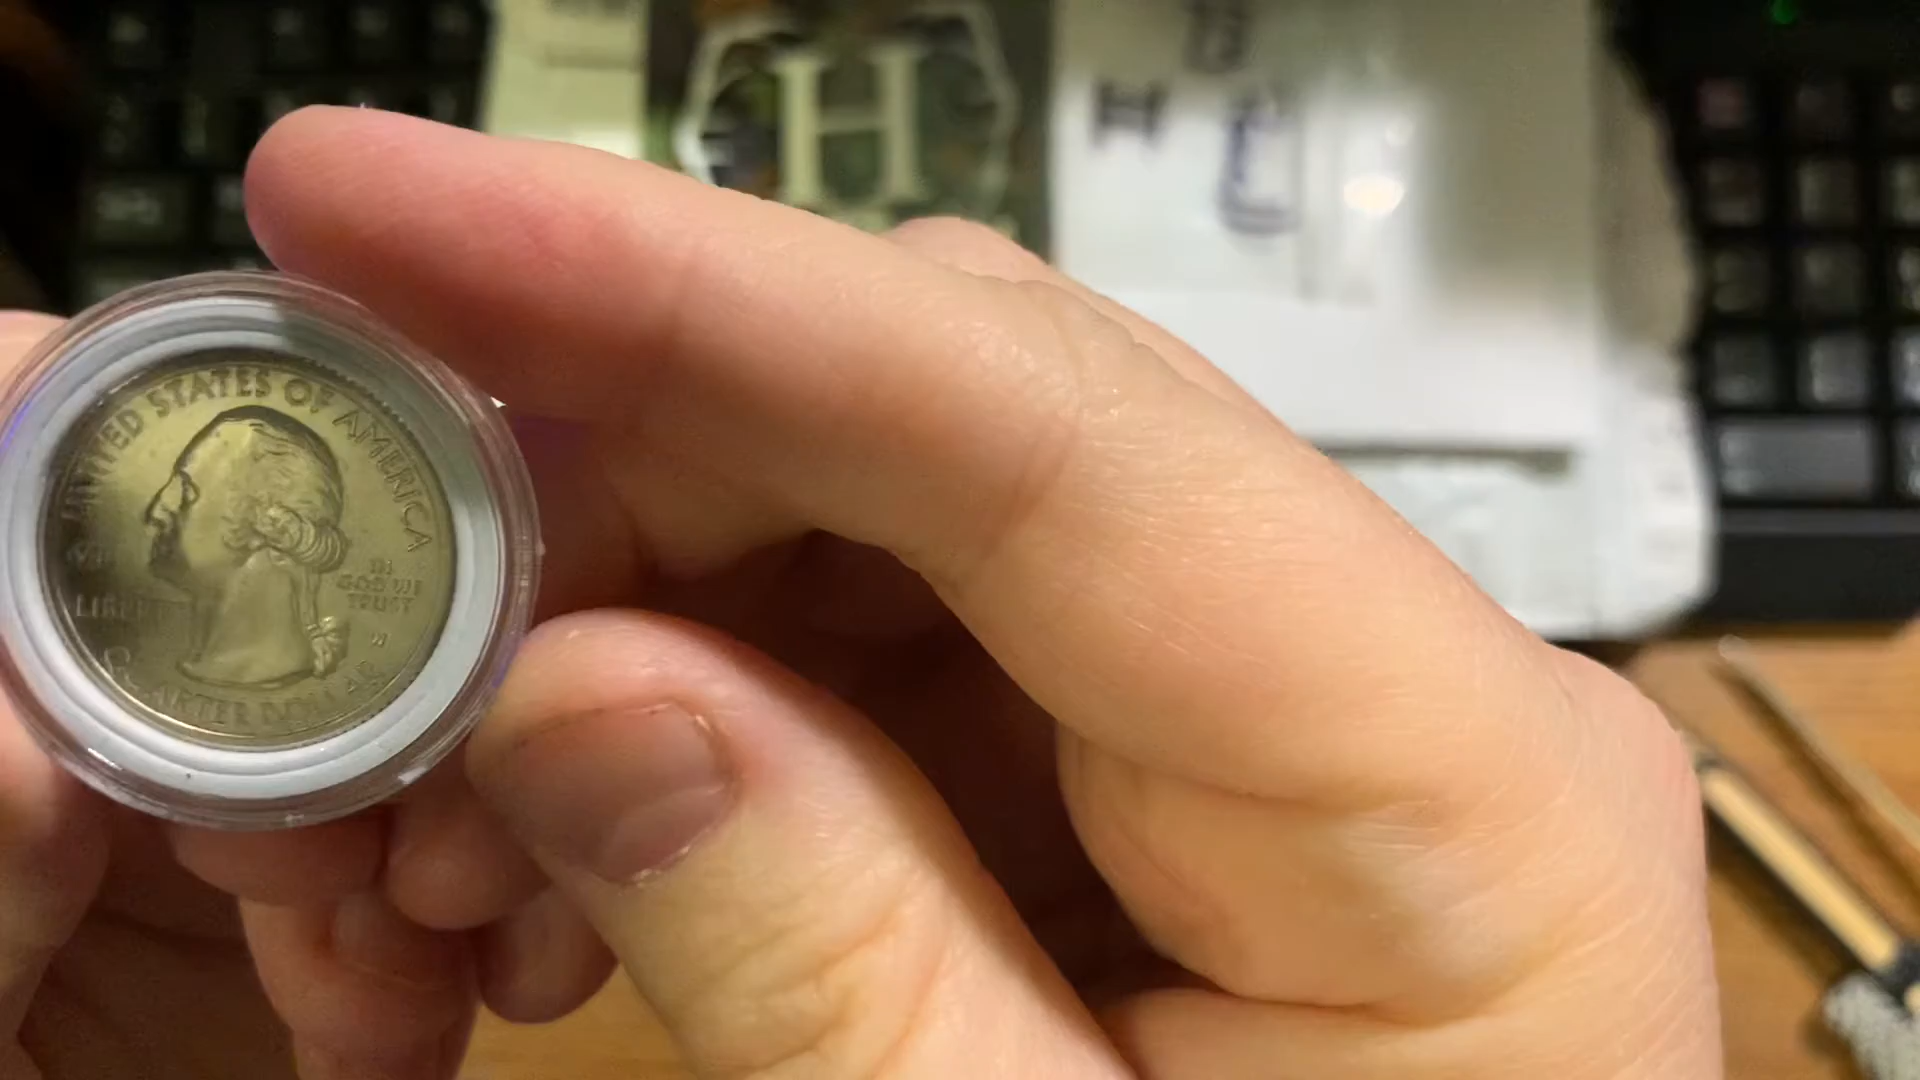 H
UNITED STATES OF AMERICA
IN
GOD WE
TRUST
LIBERTY
QUARTER DOLLAR